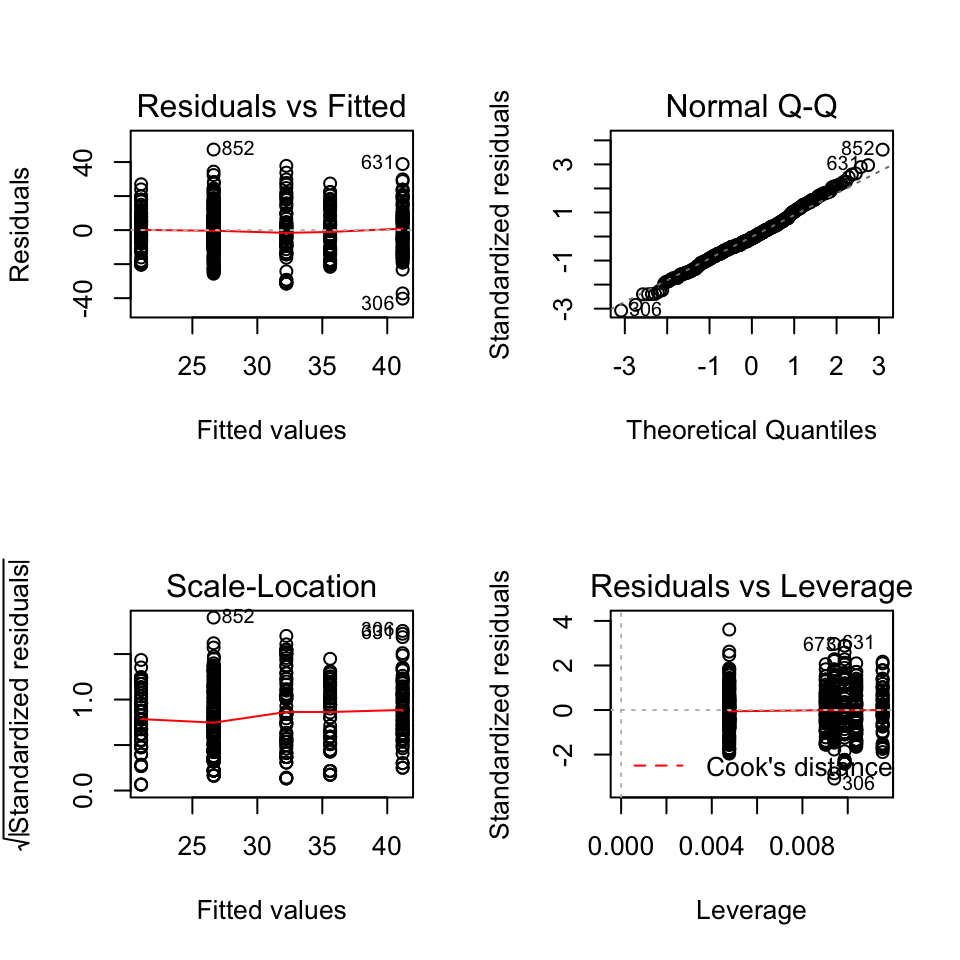 Residuals vs Fitted
Residuals
-40 0 40
852
631
306
25 30 35 40
Fitted values
Normal Q-Q
Standardized residuals
-3 -1 1 3
852
631
306
-3 -1 0 1 2 3
Theoretical Quantiles
Scale-Location
√|Standardized residuals|
0.0 1.0
852
306
631
25 30 35 40
Fitted values
Residuals vs Leverage
Standardized residuals
-2 0 2 4
673
631
Cook's distance
306
0.000 0.004 0.008
Leverage